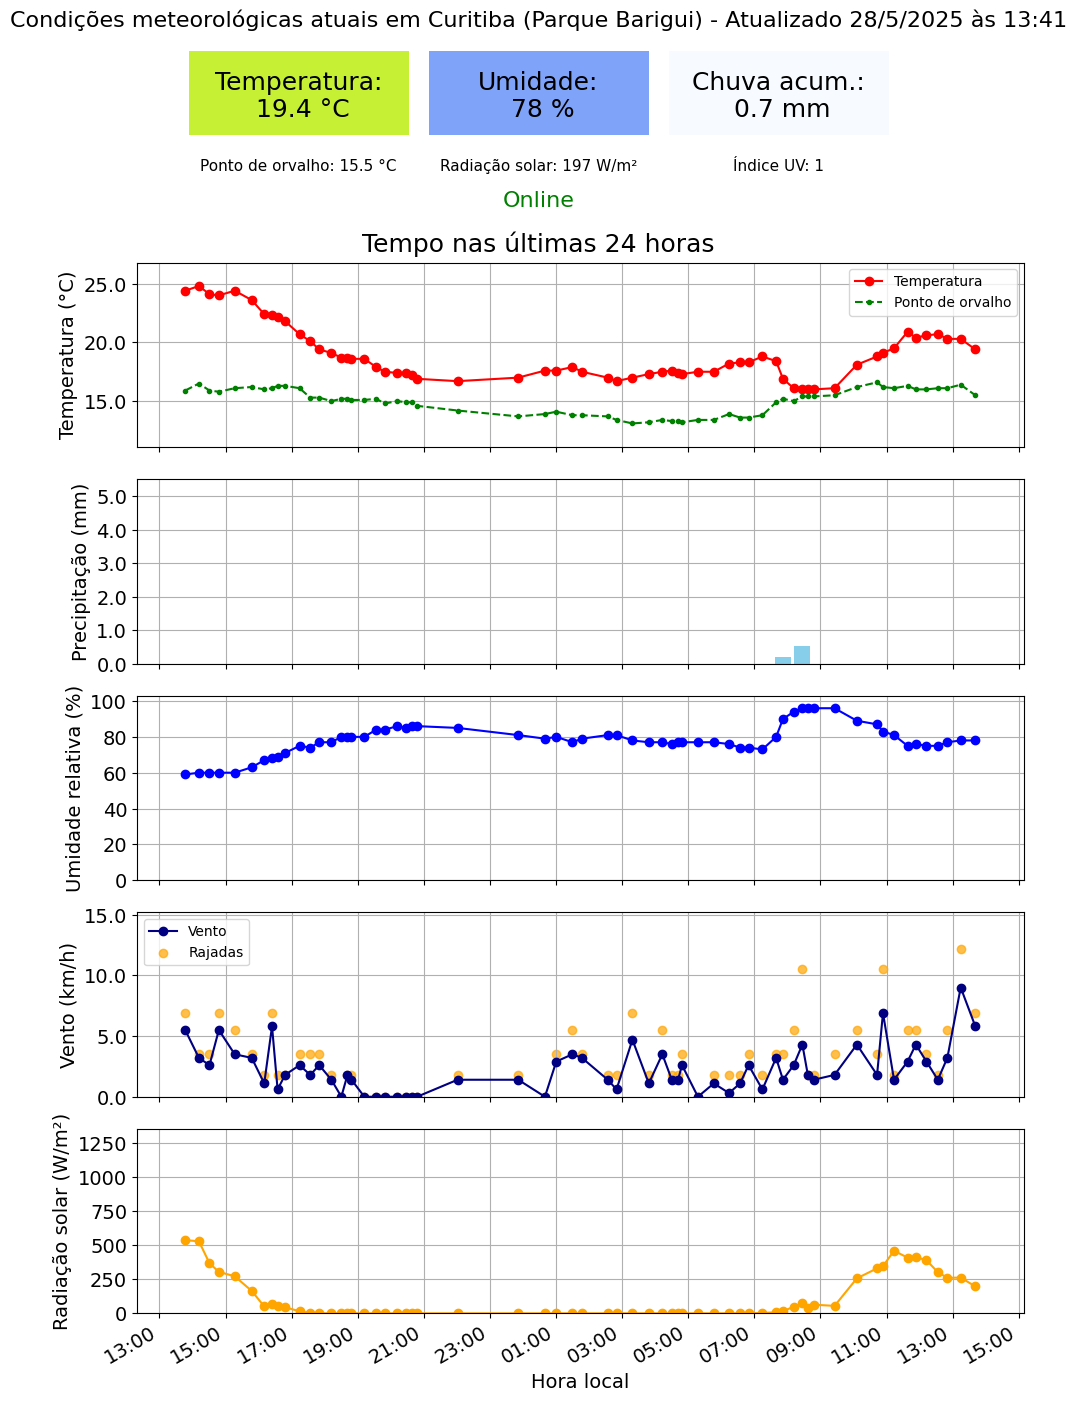 Condições meteorológicas atuais em Curitiba (Parque Barigui) - Atualizado 28/5/2025 às 13:41
Temperatura:
19.4 °C
Umidade:
78 %
Chuva acum.:
0.7 mm
Ponto de orvalho: 15.5 °C
Radiação solar: 197 W/m²
Índice UV: 1
Online
Tempo nas últimas 24 horas
Temperatura (°C)
25.0
20.0
15.0
Temperatura
Ponto de orvalho
Precipitação (mm)
5.0
4.0
3.0
2.0
1.0
0.0
Umidade relativa (%)
100
80
60
40
20
0
Vento (km/h)
15.0
10.0
5.0
0.0
Vento
Rajadas
Radiação solar (W/m²)
1250
1000
750
500
250
0
13:00
15:00
17:00
19:00
21:00
23:00
01:00
03:00
05:00
07:00
09:00
11:00
13:00
15:00
Hora local